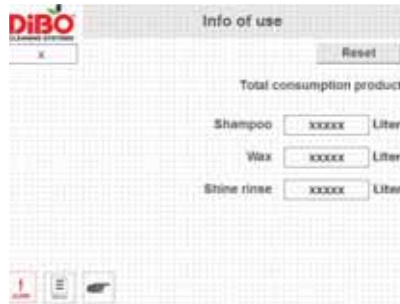 DiBO
CLEANING SYSTEMS
Info of use
x
Reset
Total consumption product
Shampoo xxxxx Liter
Wax xxxxx Liter
Shine rinse xxxxx Liter